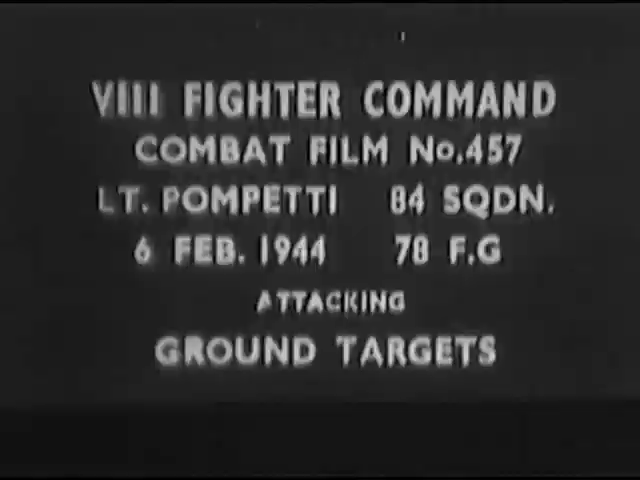 VIII FIGHTER COMMAND
COMBAT FILM No.457
LT. POMPETTI 84 SQDN.
6 FEB. 1944 78 F.G
ATTACKING
GROUND TARGETS